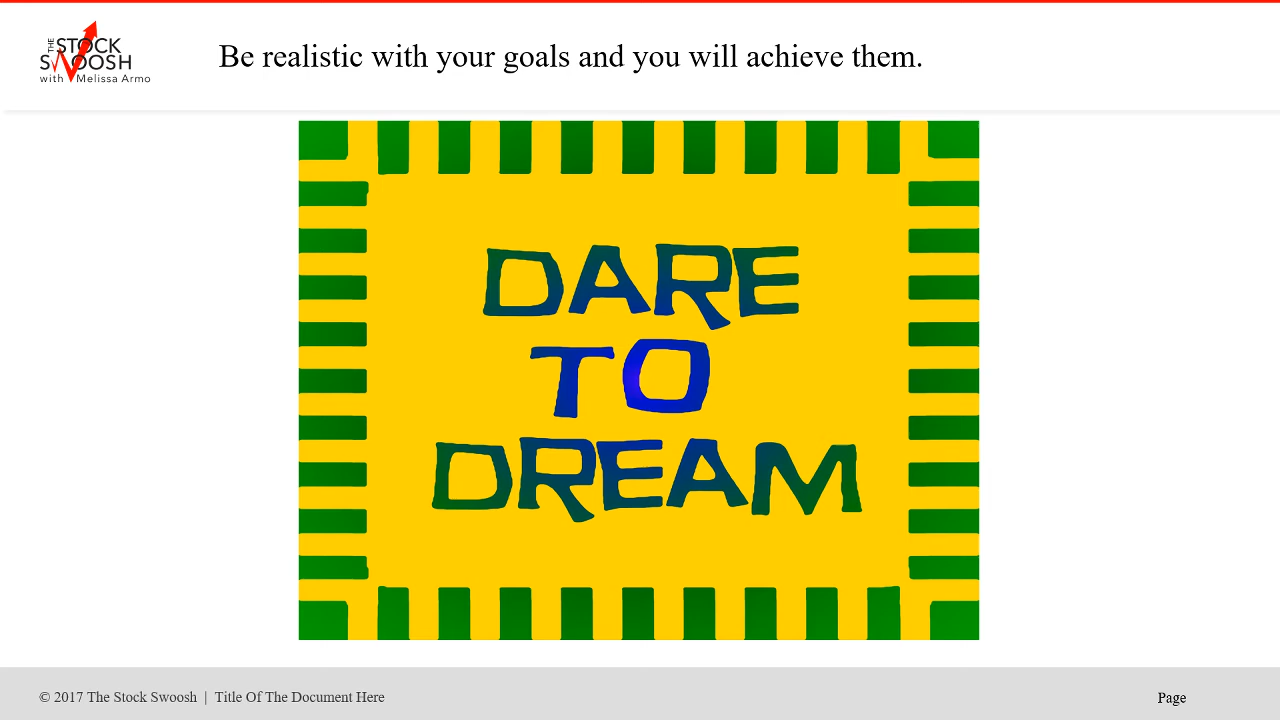 THE STOCK
SWOOSH
with Melissa Armo
Be realistic with your goals and you will achieve them.
DARE
TO
DREAM
© 2017 The Stock Swoosh | Title Of The Document Here
Page